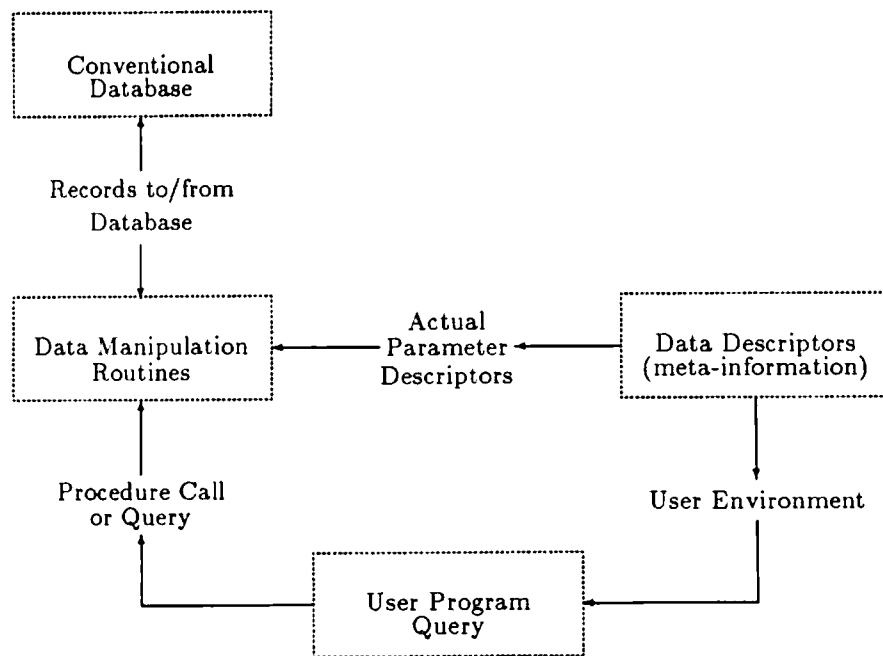 Conventional
Database
Records to/from
Database
Data Manipulation
Routines
Actual
Parameter
Descriptors
Data Descriptors
(meta-information)
Procedure Call
or Query
User Environment
User Program
Query